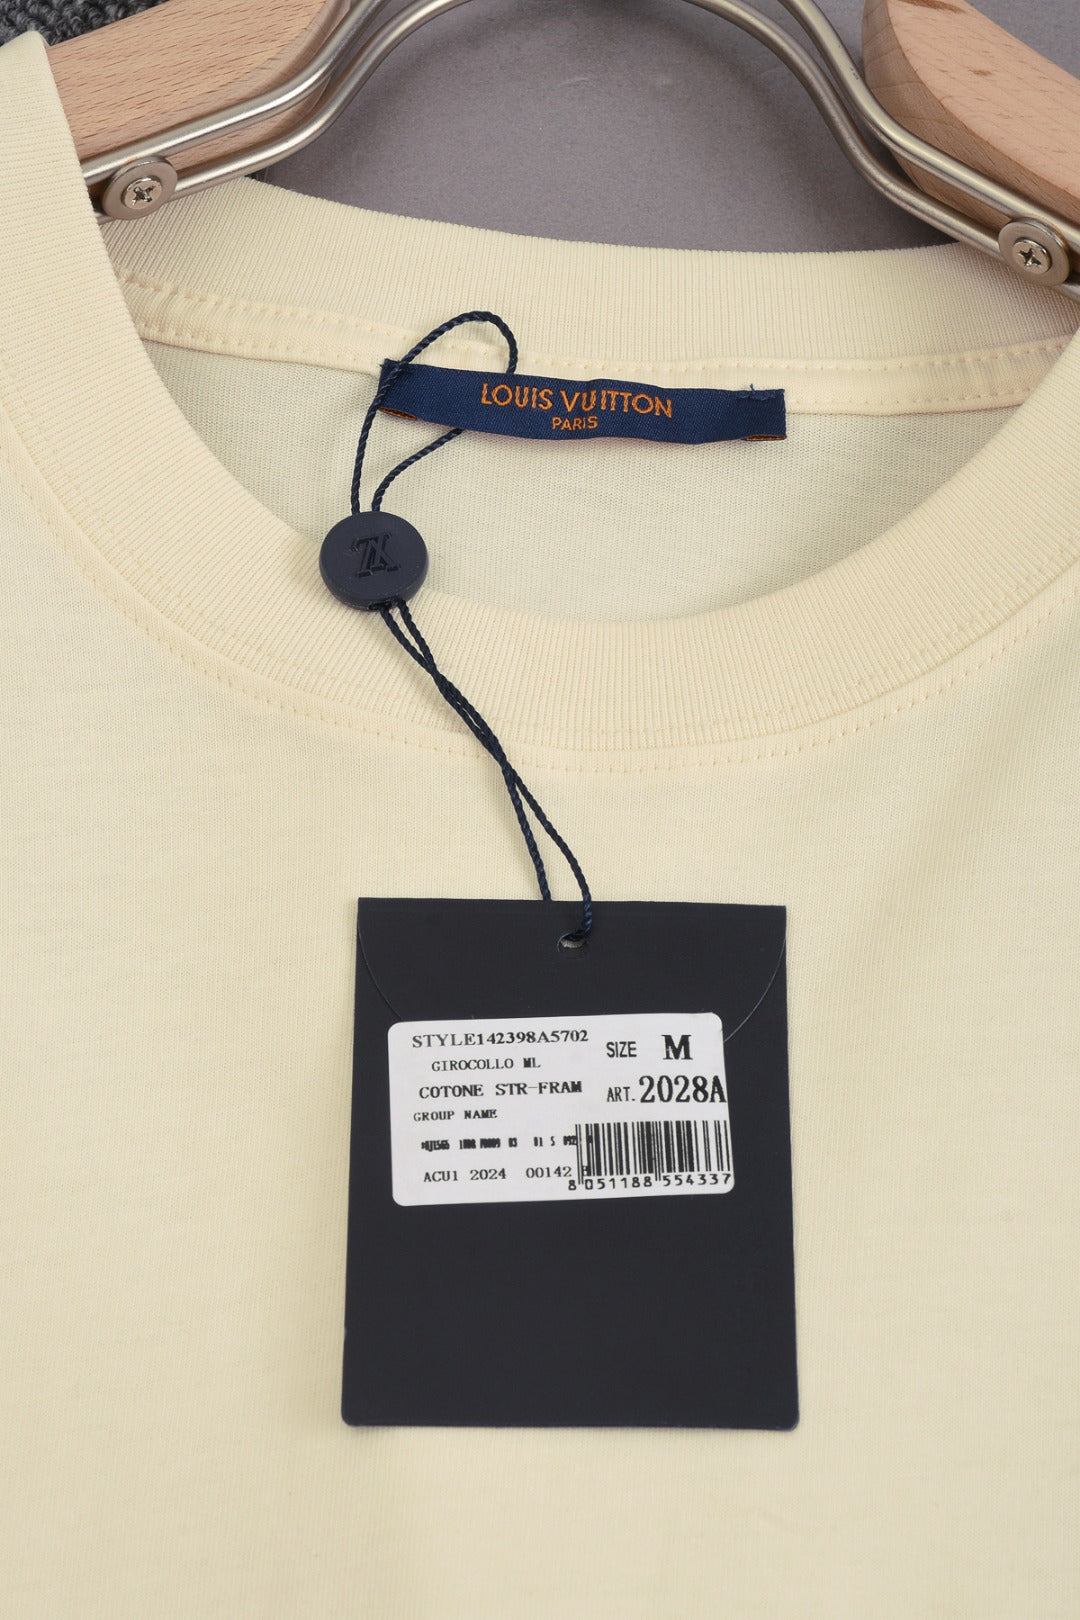 LOUIS VUITTON
PARIS
STYLE142398A5702
GIROCOLLO ML
COTONE STR-FRAM
GROUP NAME
SIZE M
ART. 2028A
ACU1 2024 00142
8 051188 554337